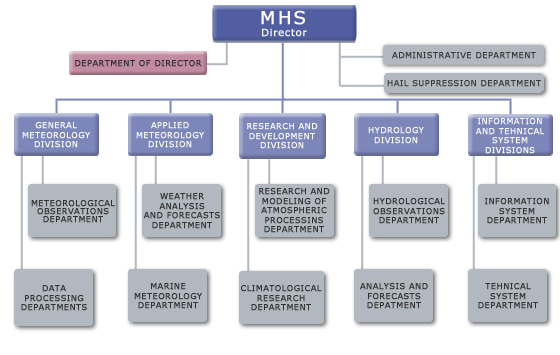 MHS
Director
DEPARTMENT OF DIRECTOR
ADMINISTRATIVE DEPARTMENT
HAIL SUPPRESSION DEPARTMENT
GENERAL
METEOROLOGY
DIVISION
APPLIED
METEOROLOGY
DIVISION
RESEARCH AND
DEVELOPMENT
DIVISION
HYDROLOGY
DIVISION
INFORMATION
AND TEHNICAL
SYSTEM
DIVISIONS
METEOROLOGICAL
OBSERVATIONS
DEPARTMENT
WEATHER
ANALYSIS
AND FORECASTS
DEPARTMENT
RESEARCH AND
MODELING OF
ATMOSPHERIC
PROCESSINS
DEPARTMENT
HYDROLOGICAL
OBSERVATIONS
DEPARTMENT
INFORMATION
SYSTEM
DEPARTMENT
DATA
PROCESSING
DEPARTMENTS
MARINE
METEOROLOGY
DEPARTMENT
CLIMATOLOGICAL
RESEARCH
DEPARTMENT
ANALYSIS AND
FORECASTS
DEPATMENT
TEHNICAL
SYSTEM
DEPARTMENT